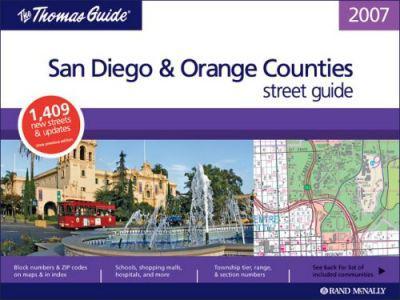 The Thomas Guide®
2007
San Diego & Orange Counties
street guide
1,409
new streets
& updates
Block numbers & ZIP codes
on maps & in index
Schools, shopping malls,
hospitals, and more
Township tier, range,
& section numbers
See back for list of
included communities
RAND MCNALLY